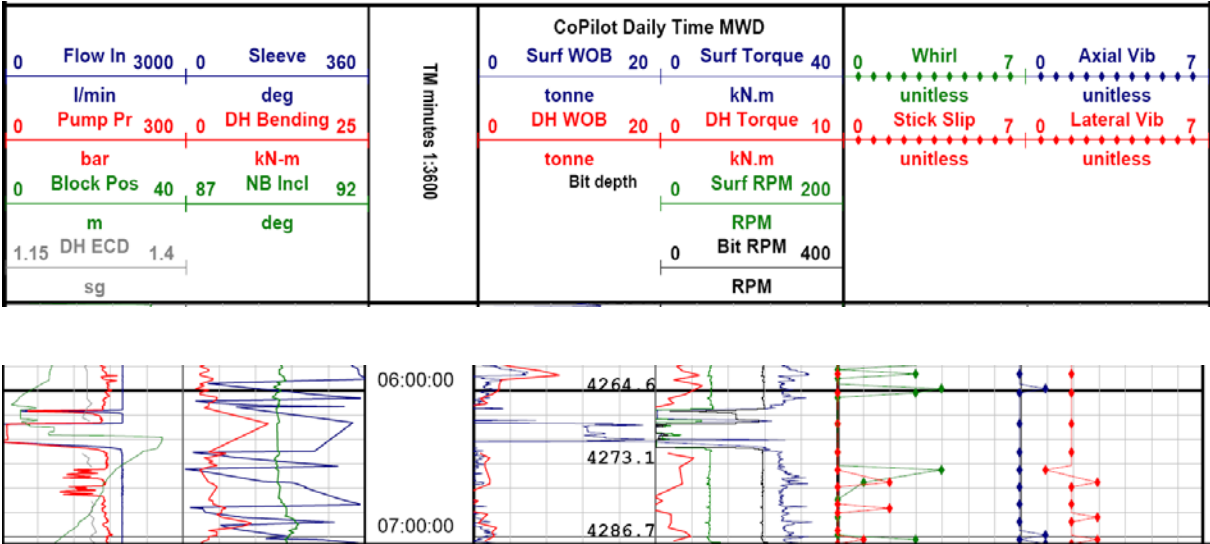 CoPilot Daily Time MWD
0 Flow In 3000 0 Sleeve 360
l/min deg
0 Pump Pr 300 0 DH Bending 25
bar kN-m
0 Block Pos 40 87 NB Incl 92
m deg
1.15 DH ECD 1.4
sg
TM minutes 1:3600
0 Surf WOB 20 0 Surf Torque 40
tonne kN.m
0 DH WOB 20 0 DH Torque 10
tonne kN.m
Bit depth 0 Surf RPM 200
RPM
0 Bit RPM 400
RPM
0 Whirl 7 0 Axial Vib 7
unitless unitless
0 Stick Slip 7 0 Lateral Vib 7
unitless unitless
06:00:00 4264.6
4273.1
07:00:00 4286.7